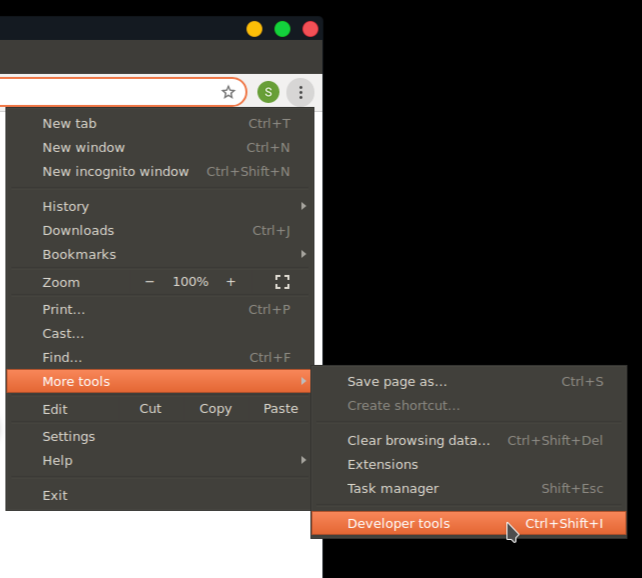 S
New tab Ctrl+T
New window Ctrl+N
New incognito window Ctrl+Shift+N
History
Downloads Ctrl+J
Bookmarks
Zoom − 100% +
Print... Ctrl+P
Cast...
Find... Ctrl+F
More tools
Edit Cut Copy Paste
Settings
Help
Exit
Save page as... Ctrl+S
Create shortcut...
Clear browsing data... Ctrl+Shift+Del
Extensions
Task manager Shift+Esc
Developer tools Ctrl+Shift+I